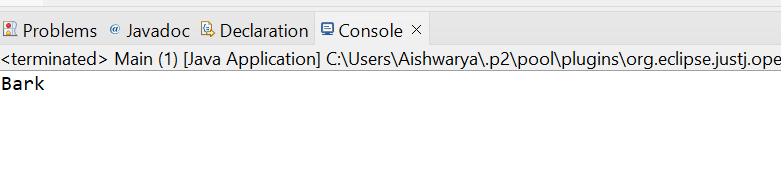 Problems @ Javadoc Declaration Console
<terminated> Main (1) [Java Application] C:\Users\Aishwarya\.p2\pool\plugins\org.eclipse.justj.ope
Bark